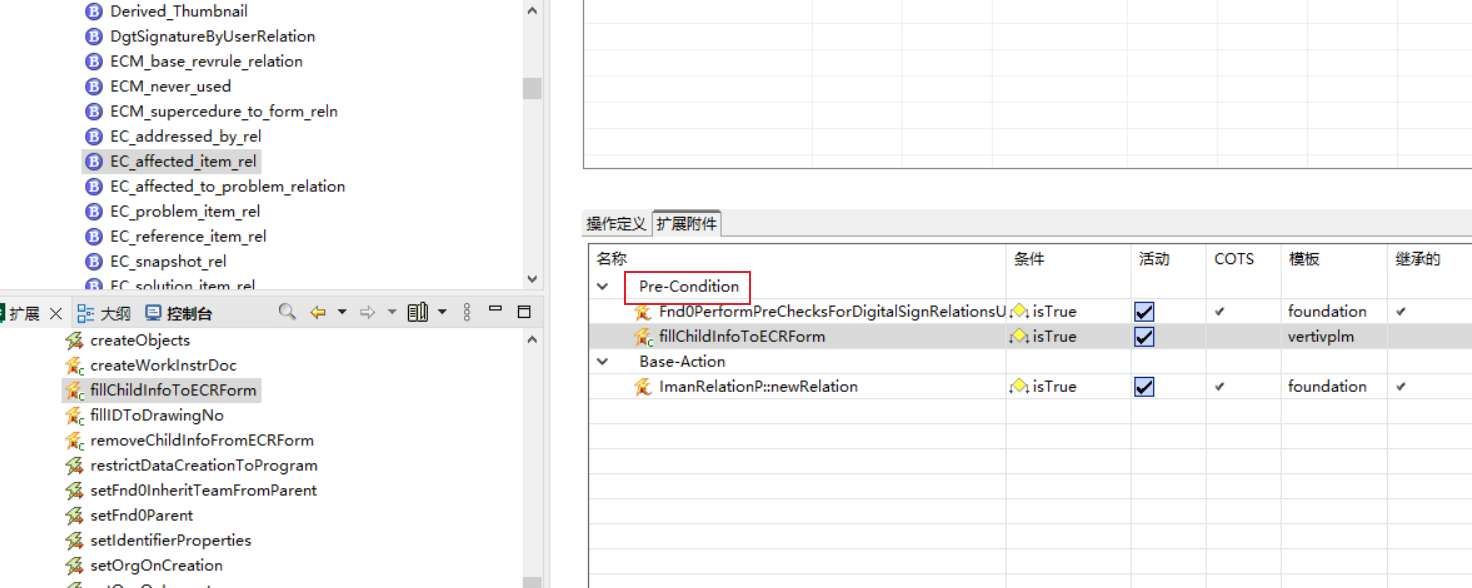 Derived_Thumbnail
DgtSignatureByUserRelation
ECM_base_revrule_relation
ECM_never_used
ECM_supercedure_to_form_reln
EC_addressed_by_rel
EC_affected_item_rel
EC_affected_to_problem_relation
EC_problem_item_rel
EC_reference_item_rel
EC_snapshot_rel
EC_solution_item_rel
扩展 大纲 控制台
createObjects
createWorkInstrDoc
fillChildInfoToECRForm
fillIDToDrawingNo
removeChildInfoFromECRForm
restrictDataCreationToProgram
setFnd0InheritTeamFromParent
setFnd0Parent
setIdentifierProperties
setOrgOnCreation
操作定义 扩展附件
名称 条件 活动 COTS 模板 继承的
Pre-Condition
Fnd0PerformPreChecksForDigitalSignRelationsU isTrue foundation
fillChildInfoToECRForm isTrue vertivplm
Base-Action
ImanRelationP::newRelation isTrue foundation